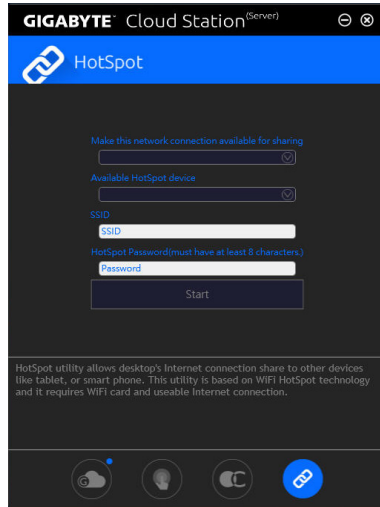 GIGABYTE™ Cloud Station(Server)
HotSpot
Make this network connection available for sharing
Available HotSpot device
SSID
SSID
HotSpot Password(must have at least 8 characters.)
Password
Start
HotSpot utility allows desktop's Internet connection share to other devices
like tablet, or smart phone. This utility is based on WiFi HotSpot technology
and it requires WiFi card and useable Internet connection.